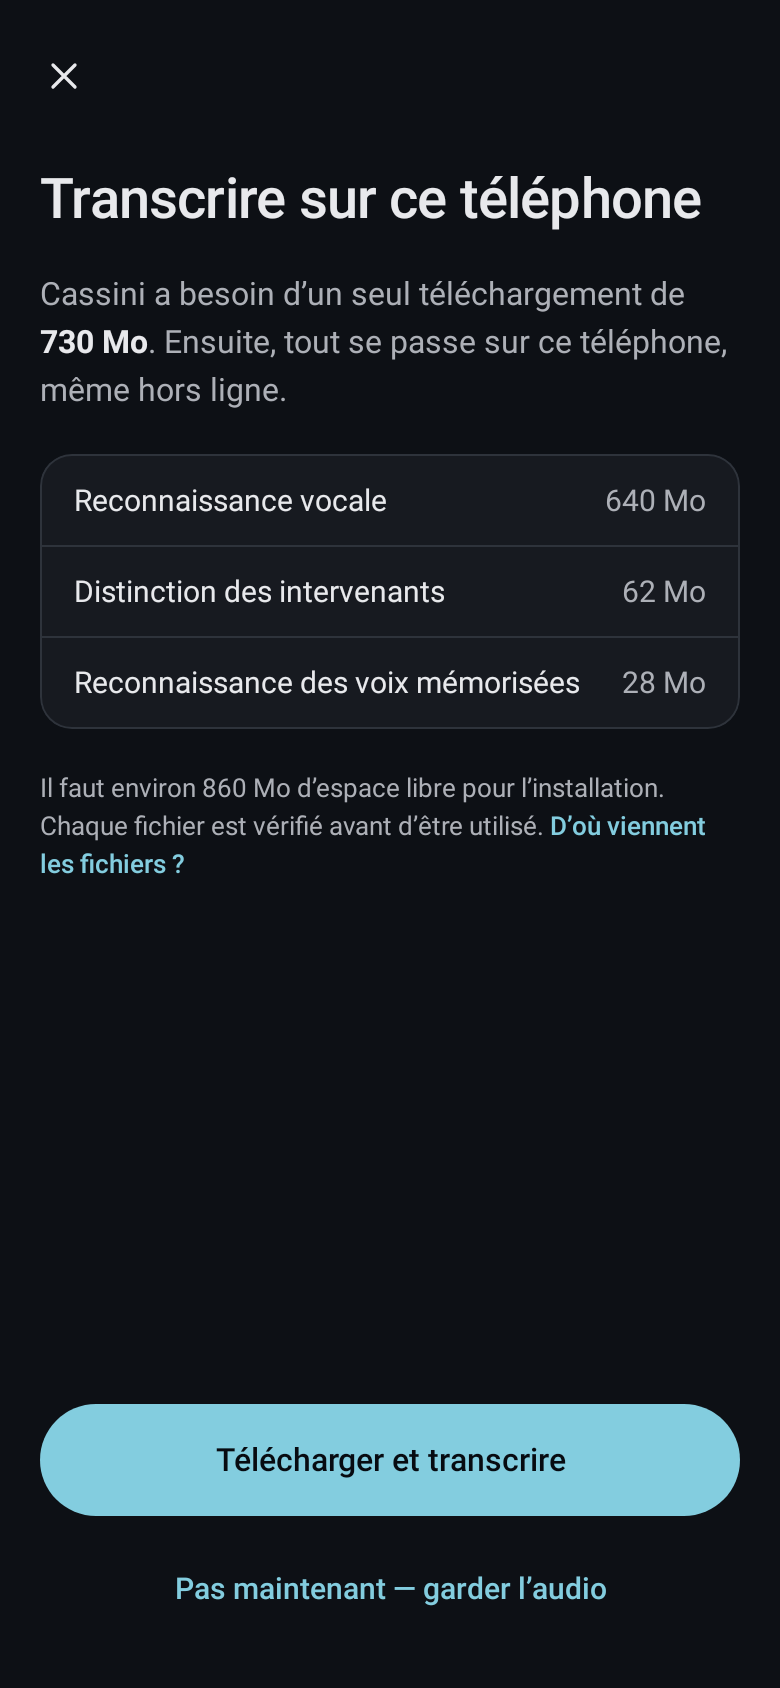 Transcrire sur ce téléphone
Cassini a besoin d’un seul téléchargement de
730 Mo. Ensuite, tout se passe sur ce téléphone,
même hors ligne.
Reconnaissance vocale 640 Mo
Distinction des intervenants 62 Mo
Reconnaissance des voix mémorisées 28 Mo
Il faut environ 860 Mo d’espace libre pour l’installation.
Chaque fichier est vérifié avant d’être utilisé. D’où viennent
les fichiers ?
Télécharger et transcrire
Pas maintenant — garder l’audio